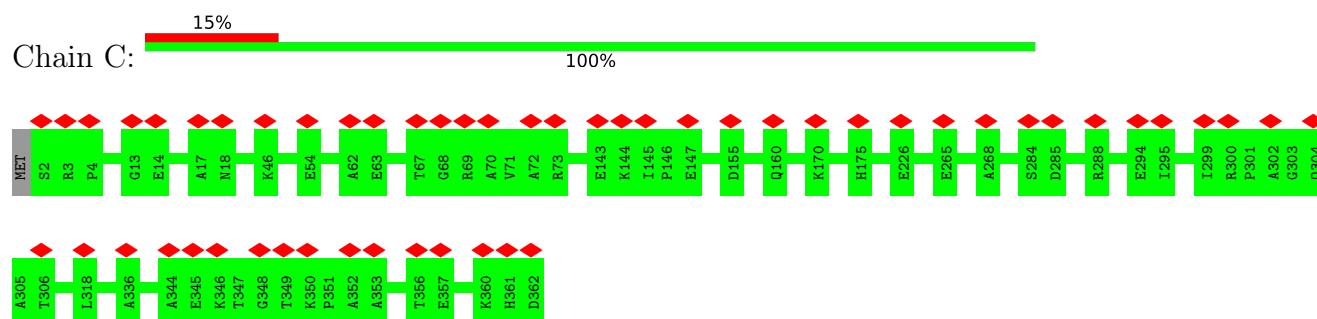 15%
Chain C:
100%
MET S2 R3 P4 G13 E14 A17 N18 K46 E54 A62 E63 T67 G68 R69 A70 V71 A72 R73 E143 K144 I145 P146 E147 D155 Q160 K170 H175 E226 E265 A268 S284 D285 R288 E294 I295 I299 R300 P301 A302 G303
A305 T306 L318 A336 A344 E345 K346 T347 G348 T349 K350 P351 A352 A353 T356 E357 K360 H361 D362